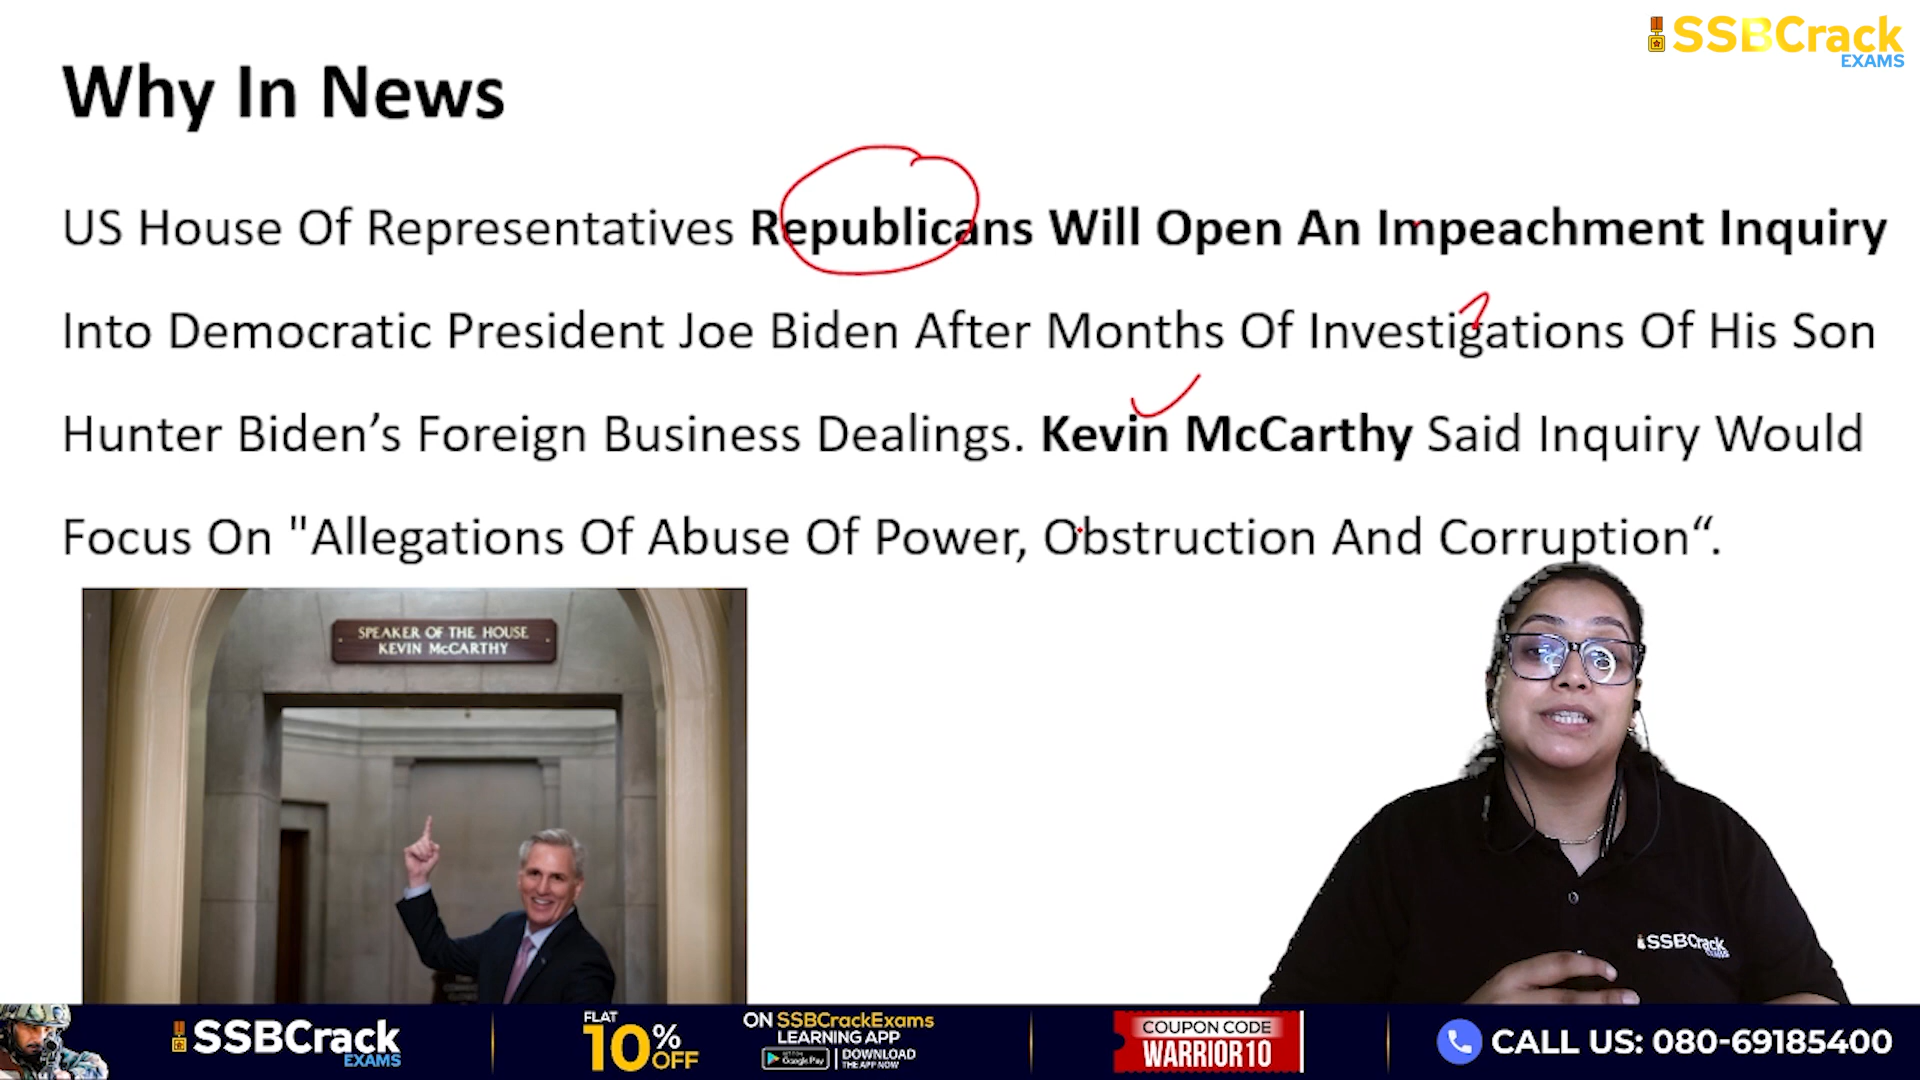 SSBCrack
EXAMS
Why In News
US House Of Representatives Republicans Will Open An Impeachment Inquiry
Into Democratic President Joe Biden After Months Of Investigations Of His Son
Hunter Biden’s Foreign Business Dealings. Kevin McCarthy Said Inquiry Would
Focus On "Allegations Of Abuse Of Power, Obstruction And Corruption“.
SPEAKER OF THE HOUSE
KEVIN McCARTHY
SSBCrack
EXAMS
SSBCrack
EXAMS
FLAT
10% OFF
ON SSBCrackExams
LEARNING APP
Google Play
DOWNLOAD
THE APP NOW
COUPON CODE
WARRIOR10
CALL US: 080-69185400